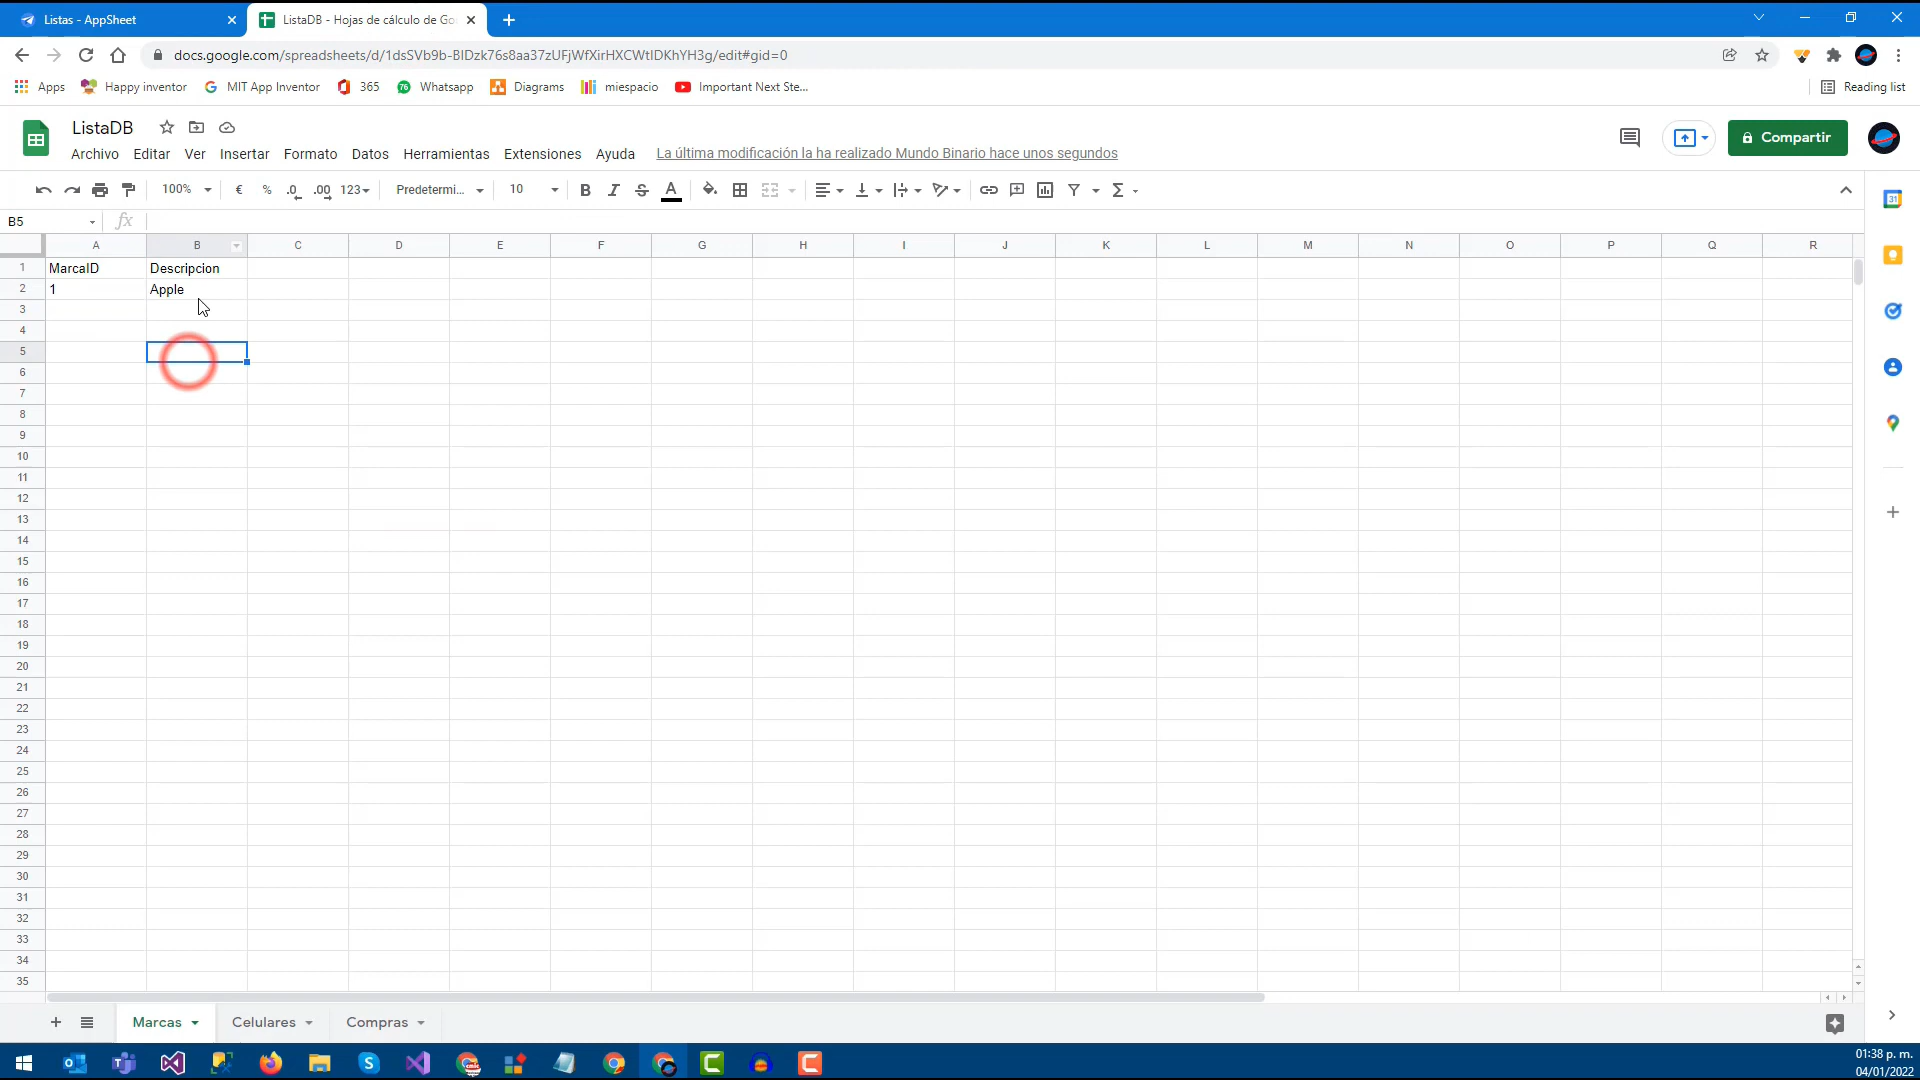 Listas - AppSheet
ListaDB - Hojas de cálculo de Go
docs.google.com/spreadsheets/d/1dsSVb9b-BIDzk76s8aa37zUFjWfXirHXCWtIDKhYH3g/edit#gid=0
Apps Happy inventor MIT App Inventor 365 Whatsapp Diagrams miespacio Important Next Ste... Reading list
ListaDB
Archivo Editar Ver Insertar Formato Datos Herramientas Extensiones Ayuda La última modificación la ha realizado Mundo Binario hace unos segundos
Compartir
100% € % .0 .00 123 Predetermi... 10 B I S A Σ
B5 fx
A B C D E F G H I J K L M N O P Q R
1 MarcaID Descripcion
2 1 Apple
3
4
5
6
7
8
9
10
11
12
13
14
15
16
17
18
19
20
21
22
23
24
25
26
27
28
29
30
31
32
33
34
35
Marcas Celulares Compras
01:38 p. m.
04/01/2022